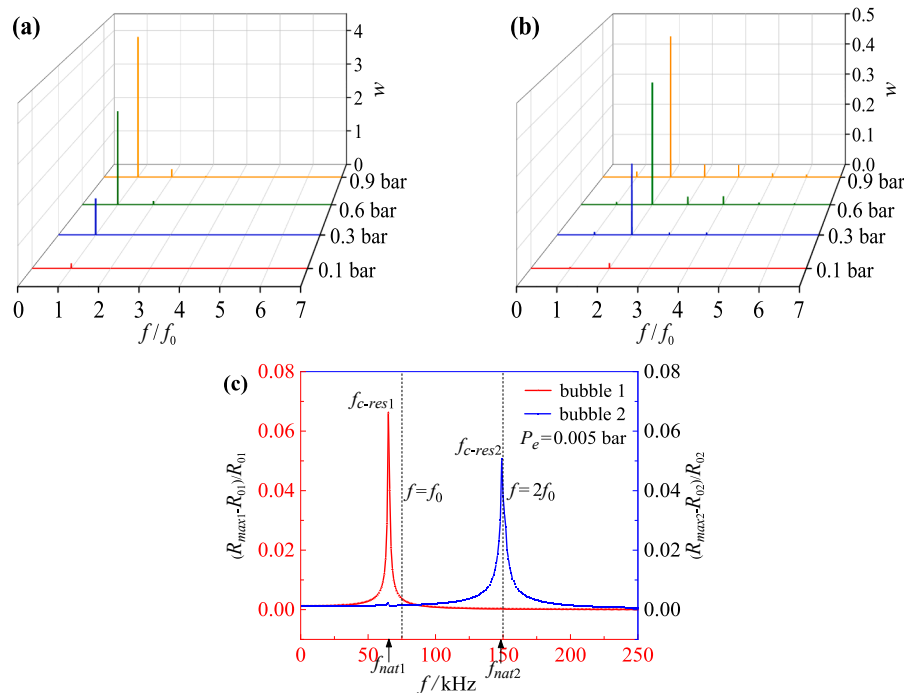 (a)
4
3
2
1
0
w
0.9 bar
0.6 bar
0.3 bar
0.1 bar
0 1 2 3 4 5 6 7
f/f0
(b)
0.5
0.4
0.3
0.2
0.1
0.0
w
0.9 bar
0.6 bar
0.3 bar
0.1 bar
0 1 2 3 4 5 6 7
f/f0
(c)
0.08
0.06
0.04
0.02
0.00
(Rmax1-R01)/R01
fc-res1
f=f0
fc-res2
f=2f0
bubble 1
bubble 2
Pe=0.005 bar
0.08
0.06
0.04
0.02
0.00
(Rmax2-R02)/R02
0 50 100 150 200 250
fnat1 fnat2
f/kHz